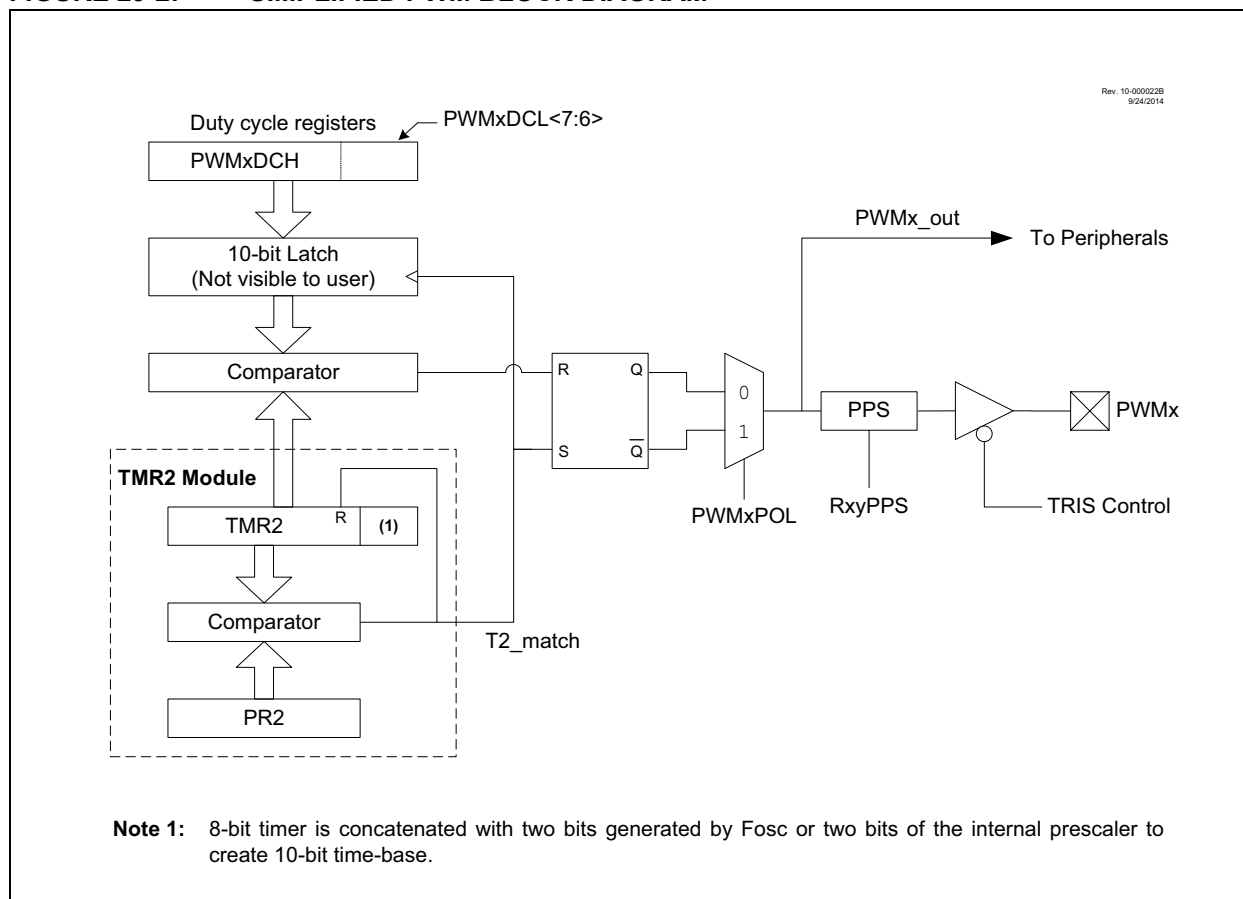 Rev. 10-000022B
9/24/2014
Duty cycle registers
PWMxDCL<7:6>
PWMxDCH
10-bit Latch
(Not visible to user)
Comparator
PWMx_out
To Peripherals
R
Q
S
Q
0
1
PPS
PWMx
PWMxPOL
RxyPPS
TRIS Control
TMR2 Module
R
TMR2
(1)
Comparator
T2_match
PR2
Note 1: 8-bit timer is concatenated with two bits generated by Fosc or two bits of the internal prescaler to
create 10-bit time-base.